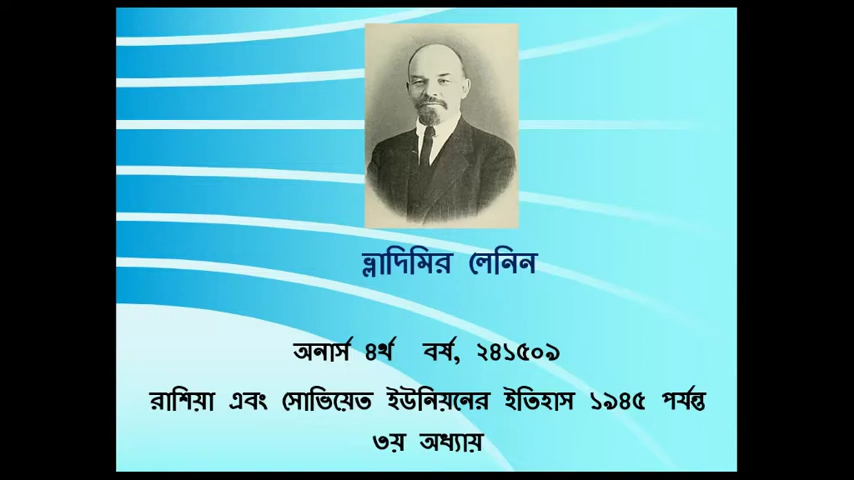 ভ্লাদিমির লেনিন
অনার্স ৪র্থ বর্ষ, ২৪১৫০৯
রাশিয়া এবং সোভিয়েত ইউনিয়নের ইতিহাস ১৯৪৫ পর্যন্ত
৩য় অধ্যায়